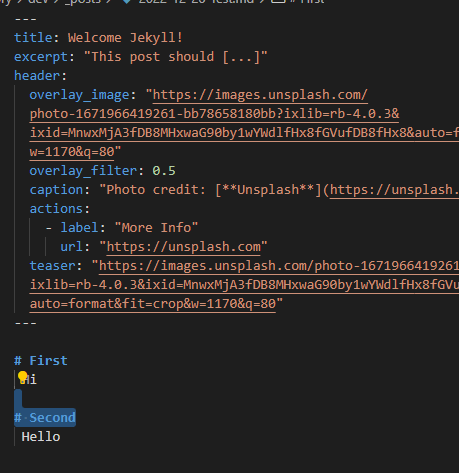 dev > _posts > 2022-12-26-Test.md > # First
---
title: Welcome Jekyll!
excerpt: "This post should [...]"
header:
  overlay_image: "https://images.unsplash.com/
  photo-1671966419261-bb78658180bb?ixlib=rb-4.0.3&
  ixid=MnwxMjA3fDB8MHxwaG90by1wYWdlfHx8fGVufDB8fHx8&auto=f
  w=1170&q=80"
  overlay_filter: 0.5
  caption: "Photo credit: [**Unsplash**](https://unsplash.
  actions:
    - label: "More Info"
      url: "https://unsplash.com"
  teaser: "https://images.unsplash.com/photo-1671966419261
  ixlib=rb-4.0.3&ixid=MnwxMjA3fDB8MHxwaG90by1wYWdlfHx8fGVu
  auto=format&fit=crop&w=1170&q=80"
---
# First
Hi
# Second
Hello